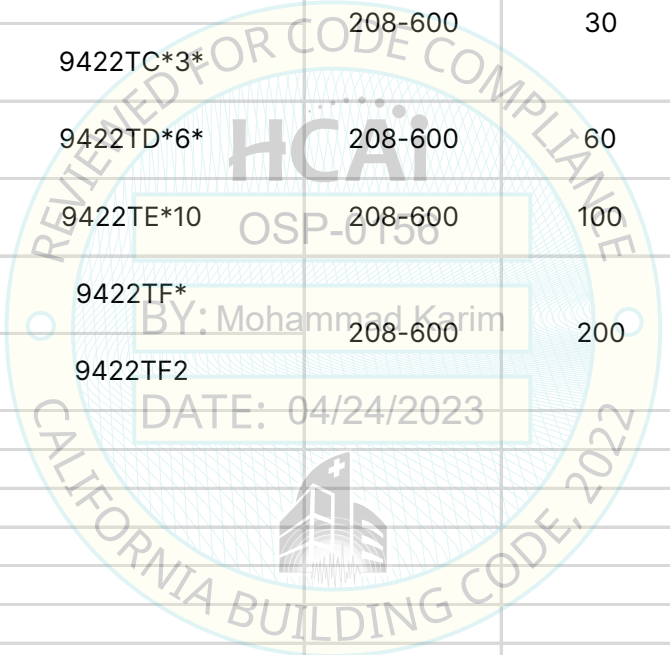 208-600 30
9422TC*3*
9422TD*6* 208-600 60
9422TE*10 208-600 100
9422TF*
208-600 200
9422TF2
REVIEWED FOR CODE COMPLIANCE
HCAi
OSP-0156
BY: Mohammad Karim
DATE: 04/24/2023
CALIFORNIA BUILDING CODE, 2022